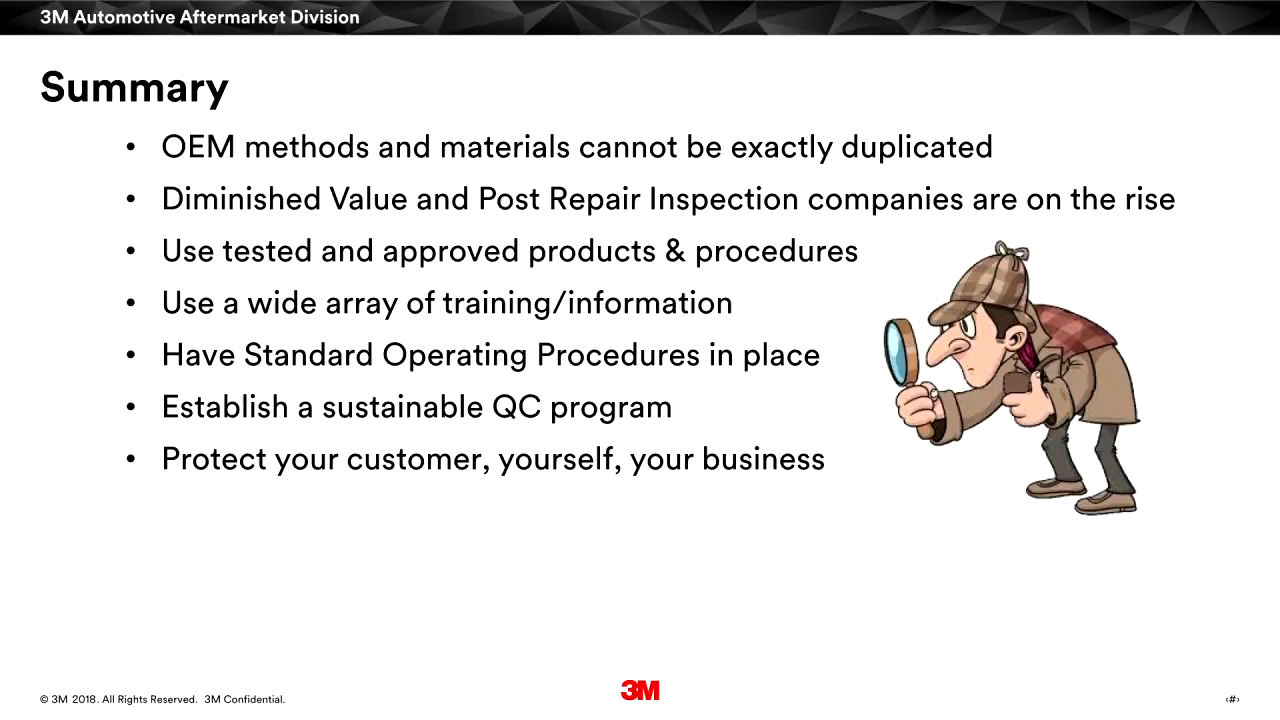 3M Automotive Aftermarket Division
Summary
• OEM methods and materials cannot be exactly duplicated
• Diminished Value and Post Repair Inspection companies are on the rise
• Use tested and approved products & procedures
• Use a wide array of training/information
• Have Standard Operating Procedures in place
• Establish a sustainable QC program
• Protect your customer, yourself, your business
© 3M 2018. All Rights Reserved. 3M Confidential.
3M
‹#›